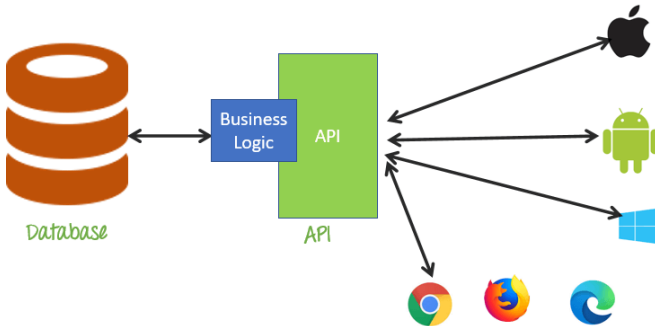 Business
Logic
API
Database
API